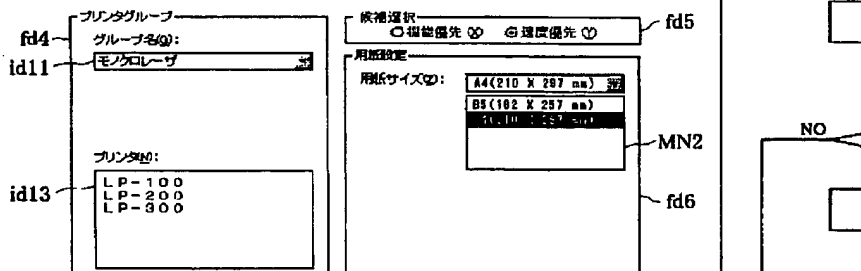 プリンタグループ
fd4
グループ名(G):
id11
モノクロレーザ
プリンタ(N):
id13
LP-100
LP-200
LP-300
候補選択
機能優先(X) 速度優先(Y)
fd5
用紙設定
用紙サイズ(Z):
A4(210 X 297 mm)
B5(182 X 257 mm)
MN2
fd6
NO